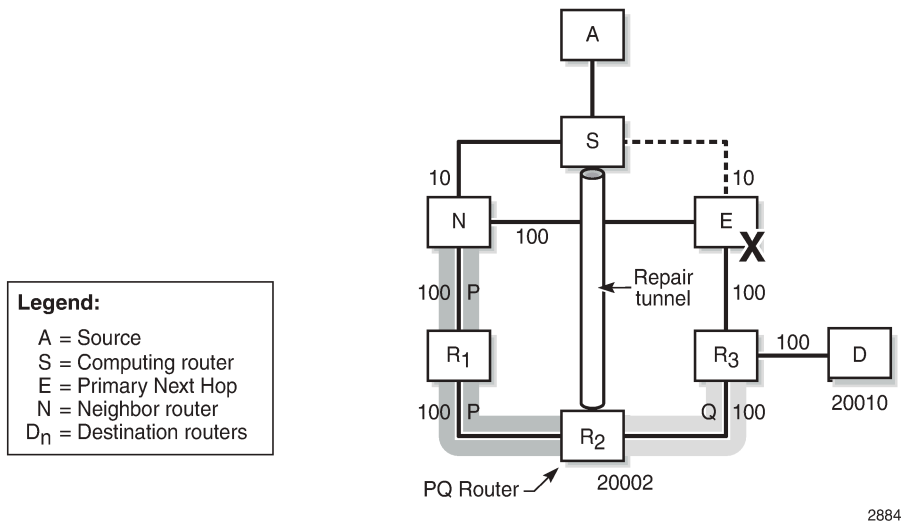 A
S
10
10
N
E
X
100
Repair
tunnel
100
P
100
R1
R3
100
D
20010
100
P
Q
100
R2
PQ Router
20002
Legend:
A = Source
S = Computing router
E = Primary Next Hop
N = Neighbor router
Dn = Destination routers
2884